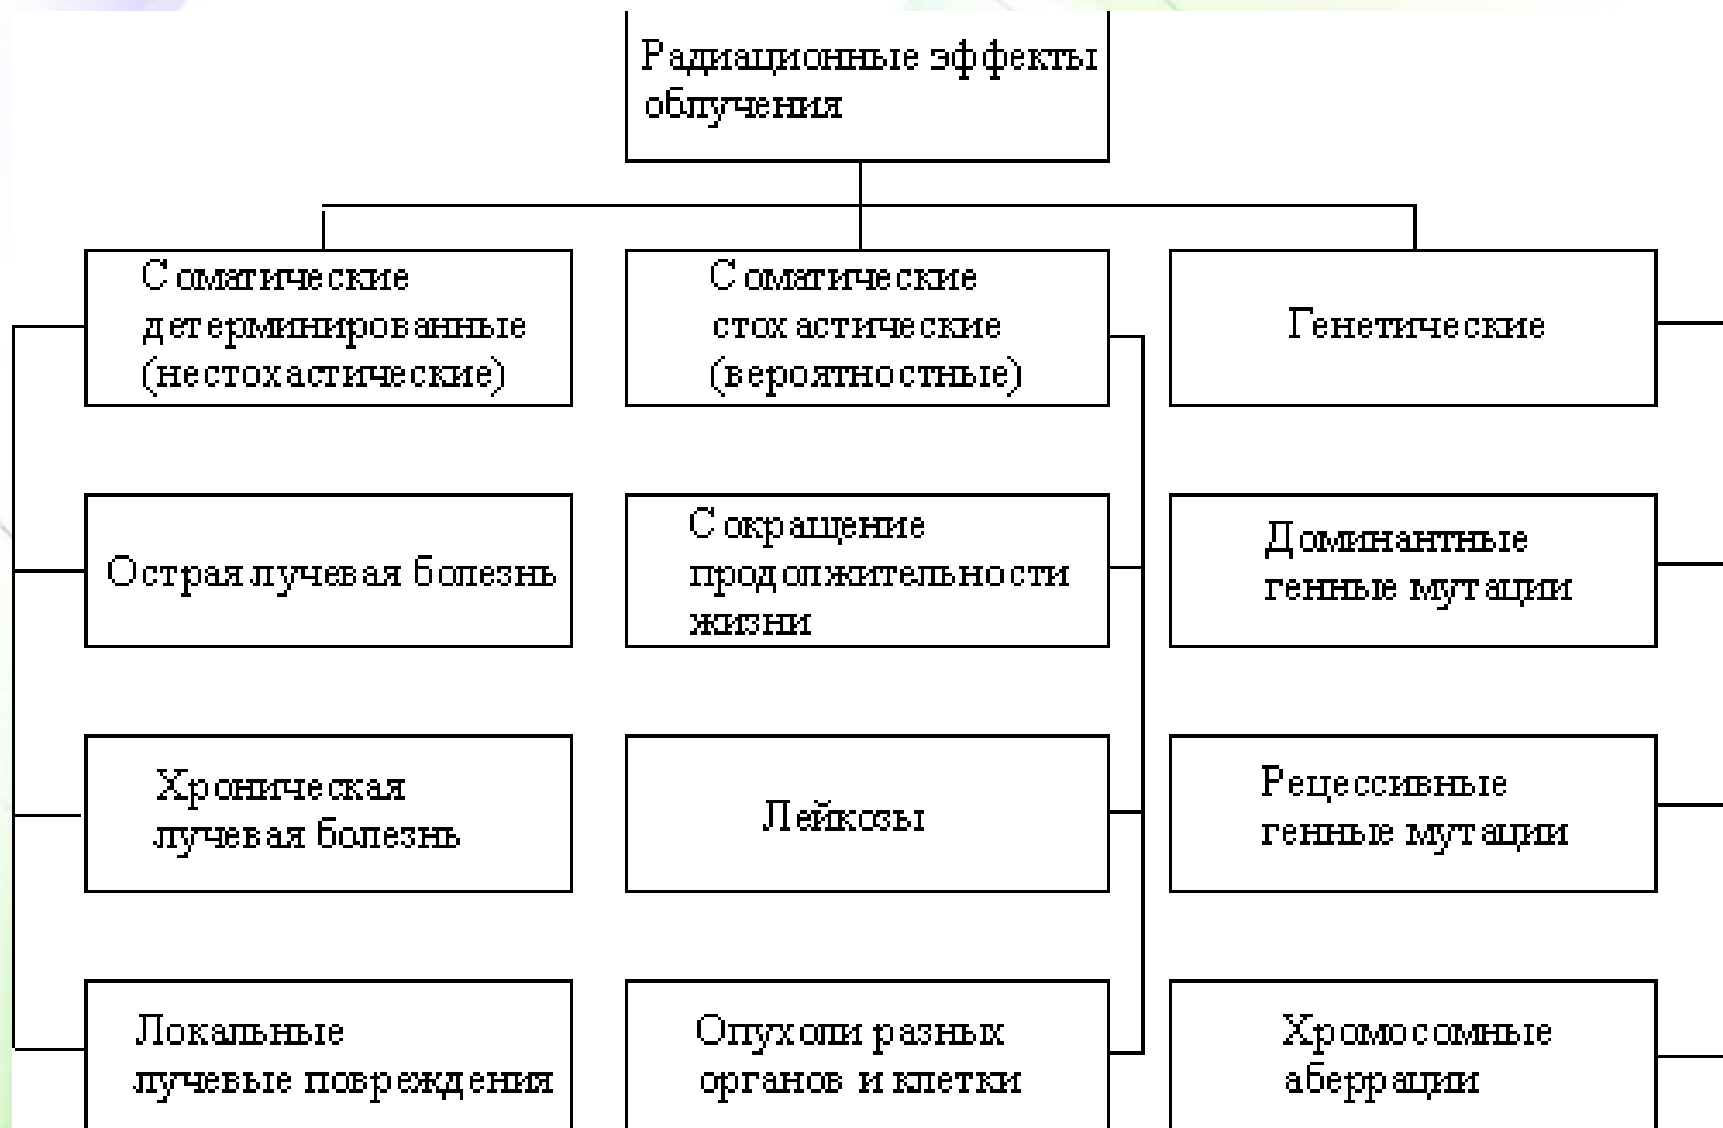 Радиационные эффекты
облучения
Соматические
детерминированные
(нестохастические)
Соматические
стохастические
(вероятностные)
Генетические
Острая лучевая болезнь
Сокращение
продолжительности
жизни
Доминантные
генные мутации
Хроническая
лучевая болезнь
Лейкозы
Рецессивные
генные мутации
Локальные
лучевые повреждения
Опухоли разных
органов и клетки
Хромосомные
аберрации